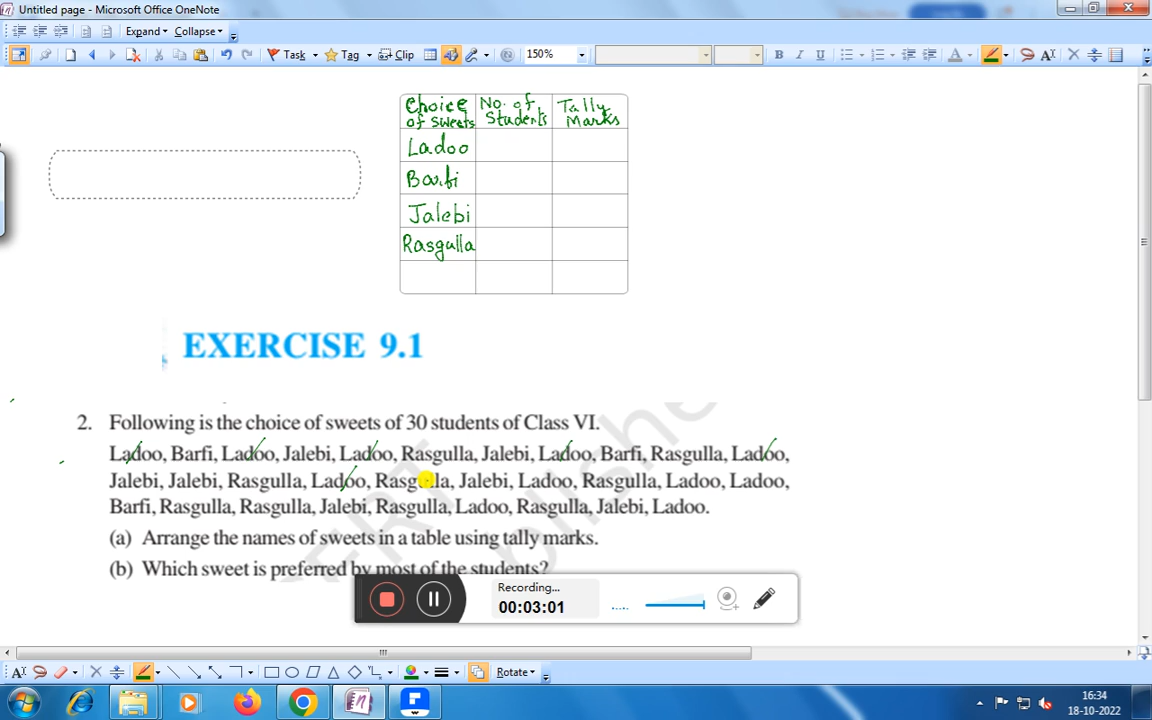 Untitled page - Microsoft Office OneNote
Expand Collapse
Task Tag Clip 150% B I U
Choice of Sweets No. of Students Tally Marks
Ladoo
Barfi
Jalebi
Rasgulla
EXERCISE 9.1
2. Following is the choice of sweets of 30 students of Class VI.
Ladoo, Barfi, Ladoo, Jalebi, Ladoo, Rasgulla, Jalebi, Ladoo, Barfi, Rasgulla, Ladoo,
Jalebi, Jalebi, Rasgulla, Ladoo, Rasgulla, Jalebi, Ladoo, Rasgulla, Ladoo, Ladoo,
Barfi, Rasgulla, Rasgulla, Jalebi, Rasgulla, Ladoo, Rasgulla, Jalebi, Ladoo.
(a) Arrange the names of sweets in a table using tally marks.
(b) Which sweet is preferred by most of the students?
Recording...
00:03:01
Rotate
16:34
18-10-2022